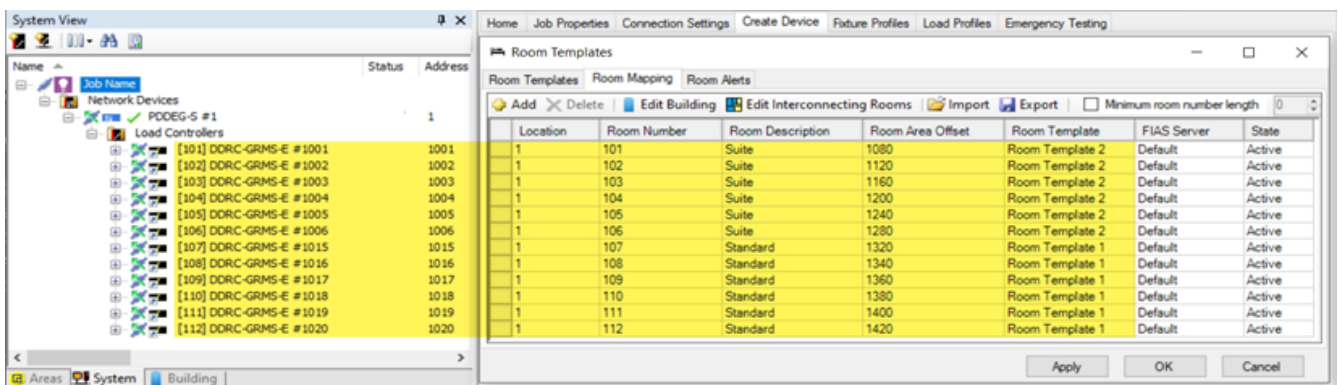 System View
Name Status Address
Job Name
Network Devices
PDDEG-S #1 1
Load Controllers
[101] DDRC-GRMS-E #1001 1001
[102] DDRC-GRMS-E #1002 1002
[103] DDRC-GRMS-E #1003 1003
[104] DDRC-GRMS-E #1004 1004
[105] DDRC-GRMS-E #1005 1005
[106] DDRC-GRMS-E #1006 1006
[107] DDRC-GRMS-E #1015 1015
[108] DDRC-GRMS-E #1016 1016
[109] DDRC-GRMS-E #1017 1017
[110] DDRC-GRMS-E #1018 1018
[111] DDRC-GRMS-E #1019 1019
[112] DDRC-GRMS-E #1020 1020
Areas System Building
Home Job Properties Connection Settings Create Device Fixture Profiles Load Profiles Emergency Testing
Room Templates
Room Templates Room Mapping Room Alerts
Add Delete Edit Building Edit Interconnecting Rooms Import Export Minimum room number length 0
Location Room Number Room Description Room Area Offset Room Template FIAS Server State
1 101 Suite 1080 Room Template 2 Default Active
1 102 Suite 1120 Room Template 2 Default Active
1 103 Suite 1160 Room Template 2 Default Active
1 104 Suite 1200 Room Template 2 Default Active
1 105 Suite 1240 Room Template 2 Default Active
1 106 Suite 1280 Room Template 2 Default Active
1 107 Standard 1320 Room Template 1 Default Active
1 108 Standard 1340 Room Template 1 Default Active
1 109 Standard 1360 Room Template 1 Default Active
1 110 Standard 1380 Room Template 1 Default Active
1 111 Standard 1400 Room Template 1 Default Active
1 112 Standard 1420 Room Template 1 Default Active
Apply OK Cancel